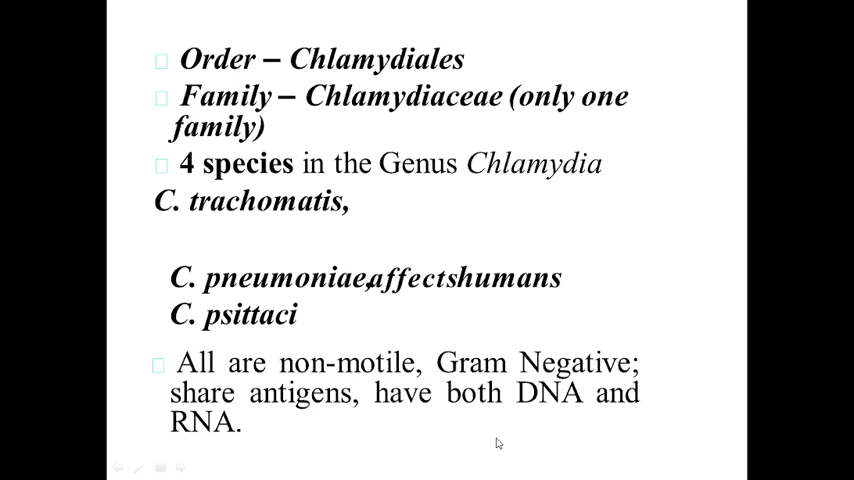 Order – Chlamydiales
Family – Chlamydiaceae (only one
family)
4 species in the Genus Chlamydia
C. trachomatis,
C. pneumoniae,affectshumans
C. psittaci
All are non-motile, Gram Negative;
share antigens, have both DNA and
RNA.